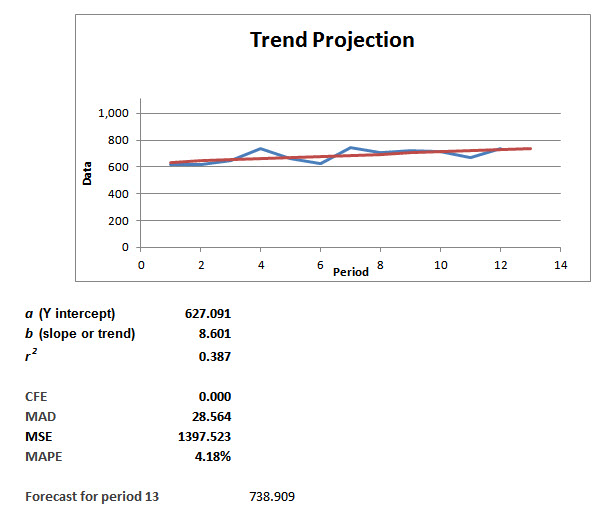 Trend Projection
1,000
800
600
400
200
0
Data
0 2 4 6 8 10 12 14
Period
a (Y intercept) 627.091
b (slope or trend) 8.601
r² 0.387
CFE 0.000
MAD 28.564
MSE 1397.523
MAPE 4.18%
Forecast for period 13 738.909